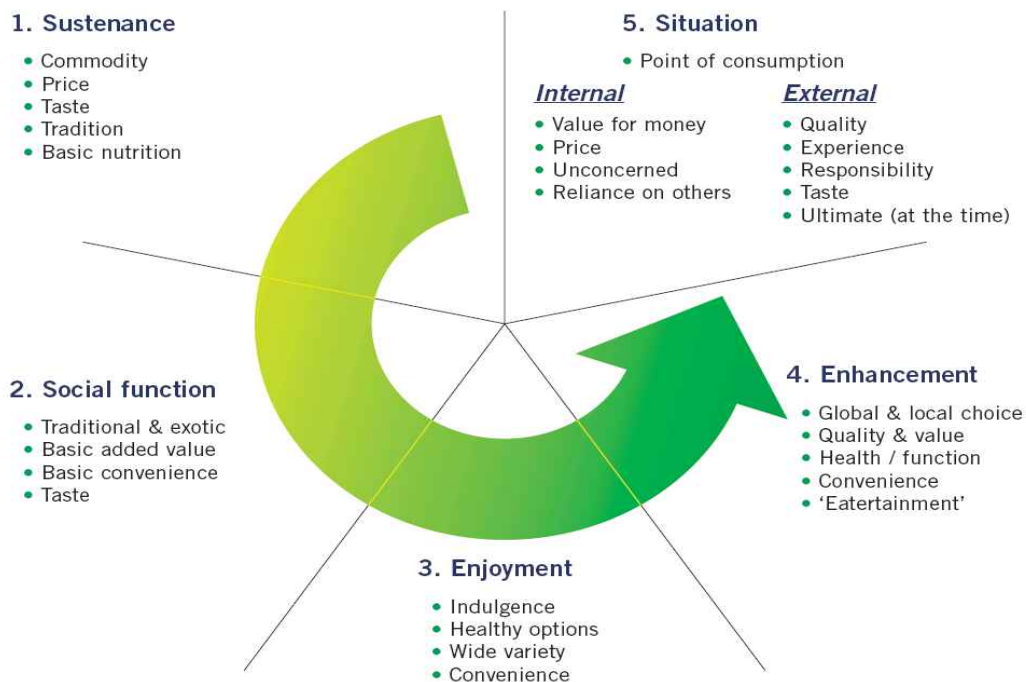 1. Sustenance
• Commodity
• Price
• Taste
• Tradition
• Basic nutrition
2. Social function
• Traditional & exotic
• Basic added value
• Basic convenience
• Taste
3. Enjoyment
• Indulgence
• Healthy options
• Wide variety
• Convenience
4. Enhancement
• Global & local choice
• Quality & value
• Health / function
• Convenience
• ‘Eatertainment’
5. Situation
• Point of consumption
Internal
• Value for money
• Price
• Unconcerned
• Reliance on others
External
• Quality
• Experience
• Responsibility
• Taste
• Ultimate (at the time)